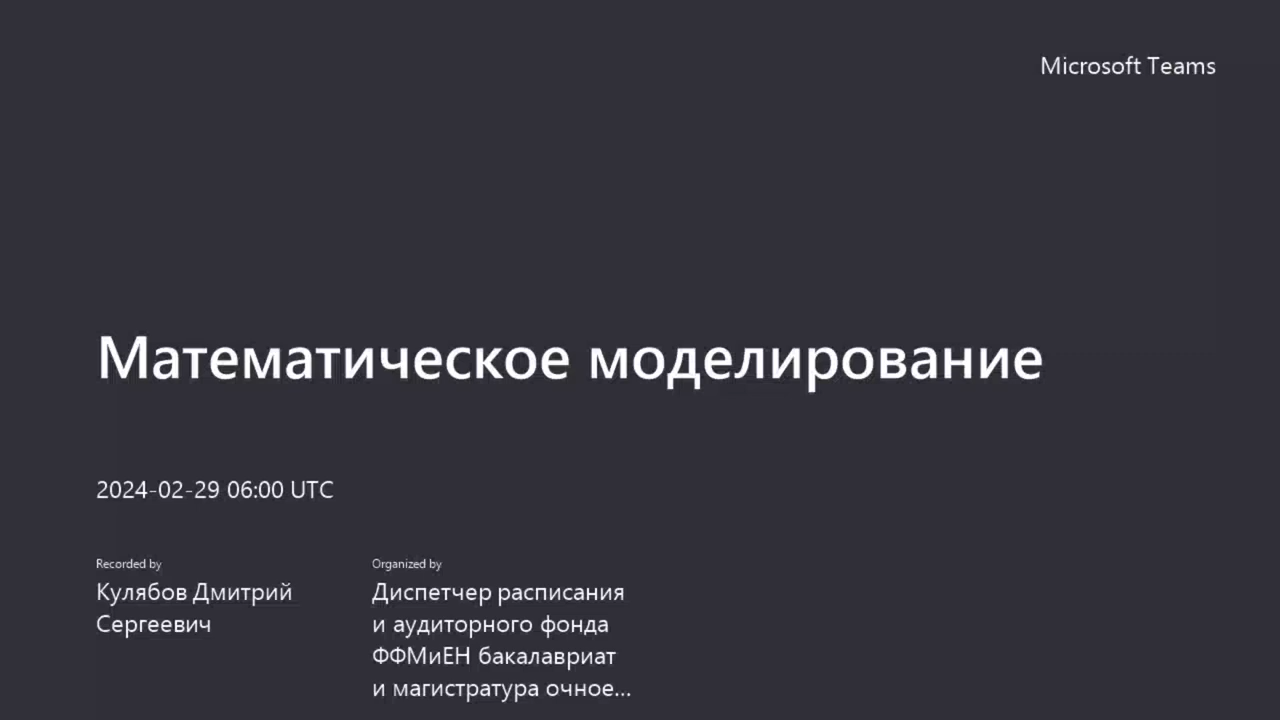 Microsoft Teams
Математическое моделирование
2024-02-29 06:00 UTC
Recorded by
Кулябов Дмитрий
Сергеевич
Organized by
Диспетчер расписания
и аудиторного фонда
ФФМиЕН бакалавриат
и магистратура очное...